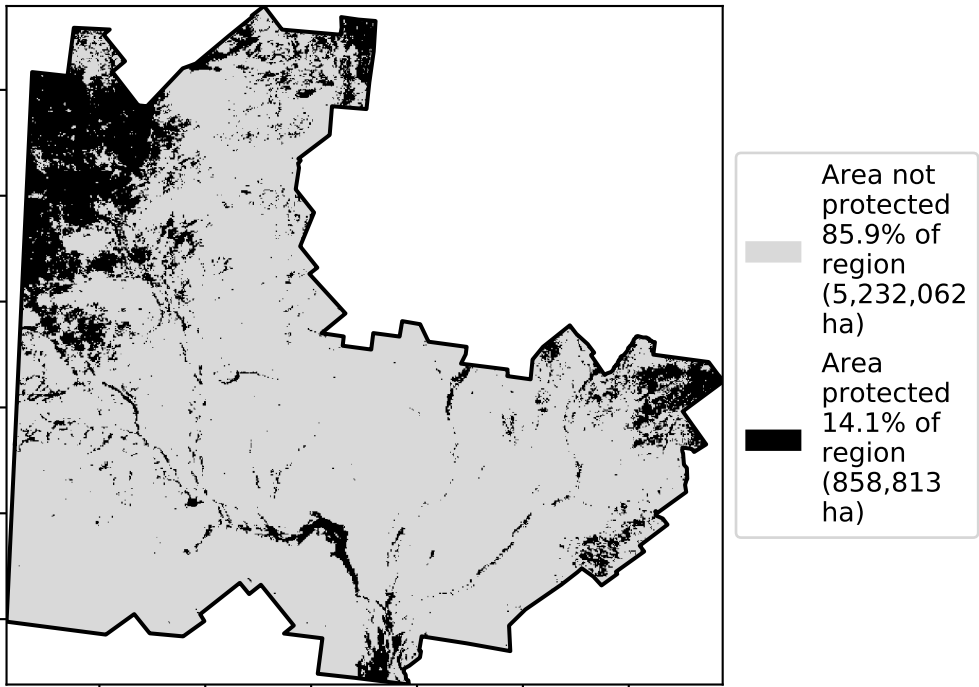 Area not
protected
85.9% of
region
(5,232,062
ha)
Area
protected
14.1% of
region
(858,813
ha)